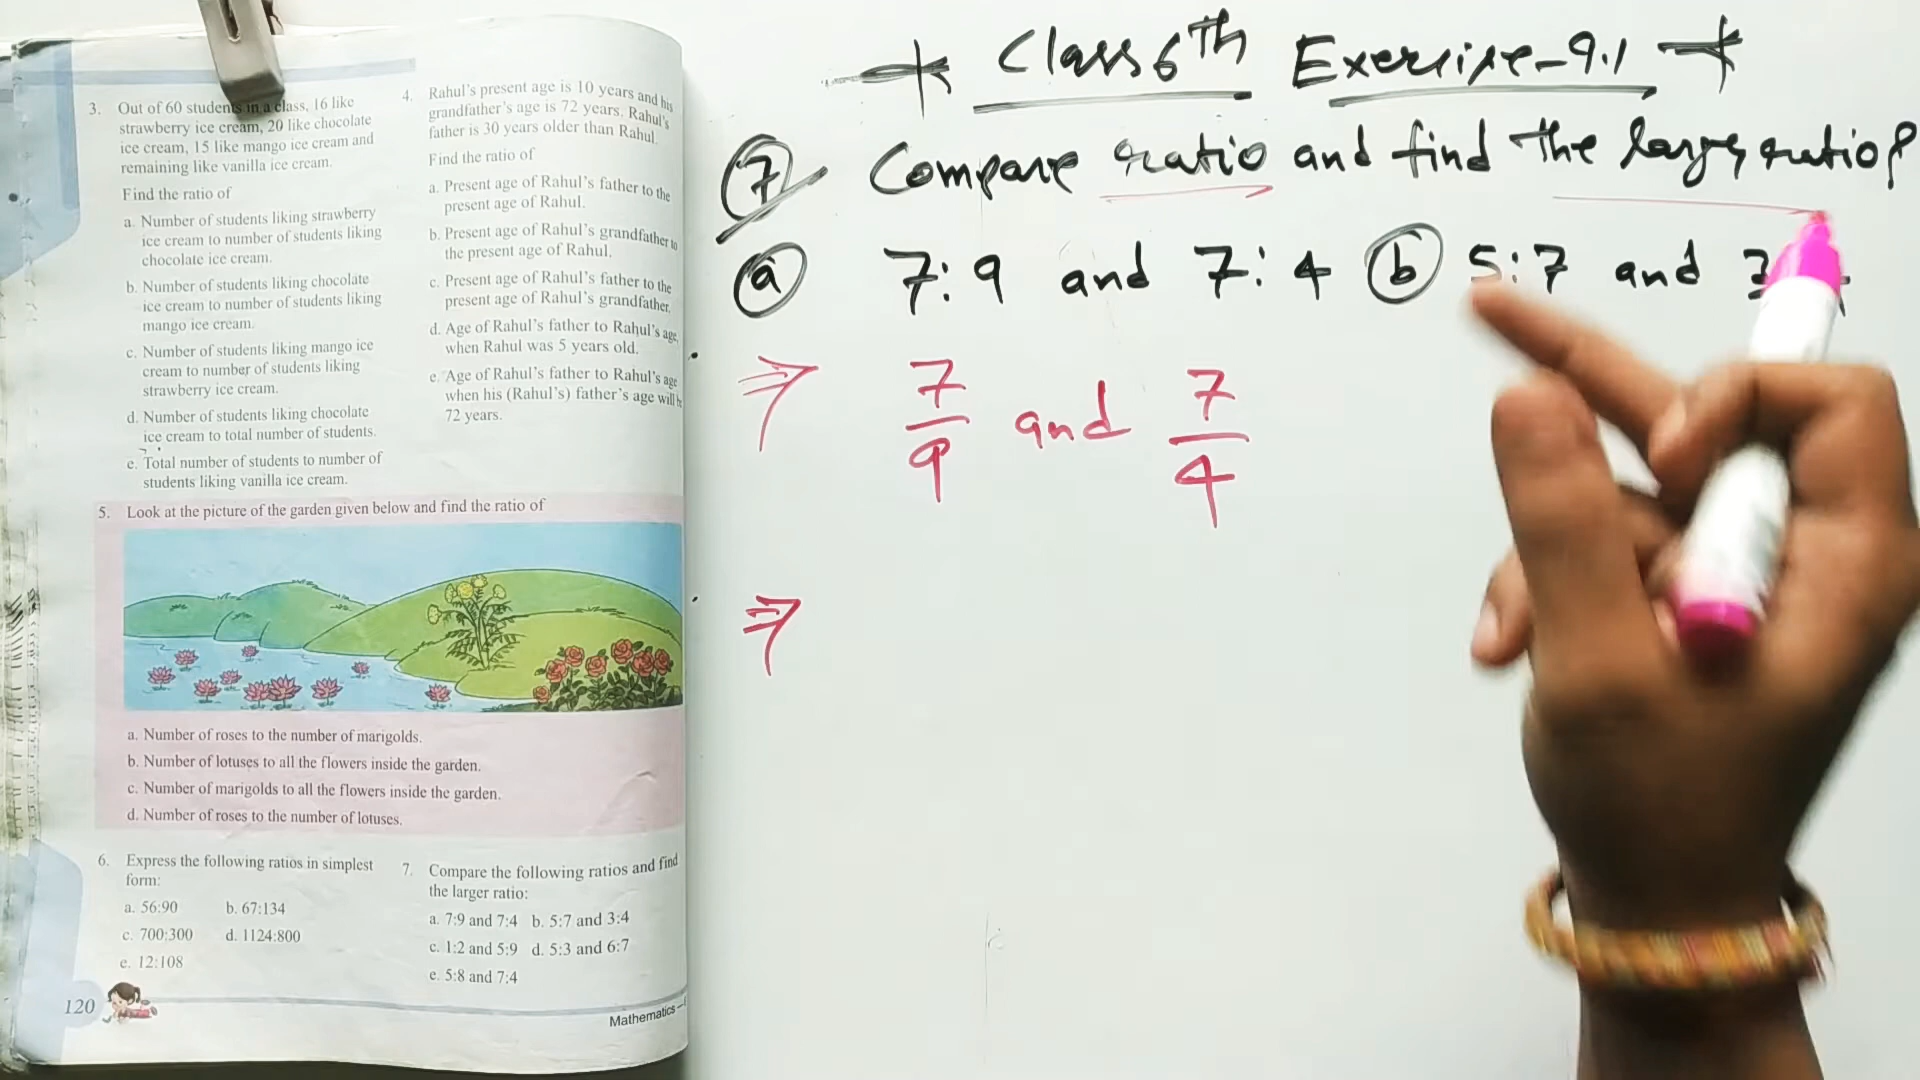 3. Out of 60 students in a class, 16 like
strawberry ice cream, 20 like chocolate
ice cream, 15 like mango ice cream and
remaining like vanilla ice cream.
Find the ratio of
a. Number of students liking strawberry
ice cream to number of students liking
chocolate ice cream.
b. Number of students liking chocolate
ice cream to number of students liking
mango ice cream.
c. Number of students liking mango ice
cream to number of students liking
strawberry ice cream.
d. Number of students liking chocolate
ice cream to total number of students.
e. Total number of students to number of
students liking vanilla ice cream.
4. Rahul's present age is 10 years and his
grandfather's age is 72 years. Rahul's
father is 30 years older than Rahul.
Find the ratio of
a. Present age of Rahul's father to the
present age of Rahul.
b. Present age of Rahul's grandfather to
the present age of Rahul.
c. Present age of Rahul's father to the
present age of Rahul's grandfather.
d. Age of Rahul's father to Rahul's age,
when Rahul was 5 years old.
e. Age of Rahul's father to Rahul's age
when his (Rahul's) father's age will
72 years.
5. Look at the picture of the garden given below and find the ratio of
a. Number of roses to the number of marigolds.
b. Number of lotuses to all the flowers inside the garden.
c. Number of marigolds to all the flowers inside the garden.
d. Number of roses to the number of lotuses.
6. Express the following ratios in simplest
form:
a. 56:90 b. 67:134
c. 700:300 d. 1124:800
e. 12:108
7. Compare the following ratios and find
the larger ratio:
a. 7:9 and 7:4 b. 5:7 and 3:4
c. 1:2 and 5:9 d. 5:3 and 6:7
e. 5:8 and 7:4
120
Mathematics
Class 6th Exercise-9.1
7 Compare ratio and find the large ratio?
a 7:9 and 7:4 b 5:7 and
⇒ 7/9 and 7/4
⇒